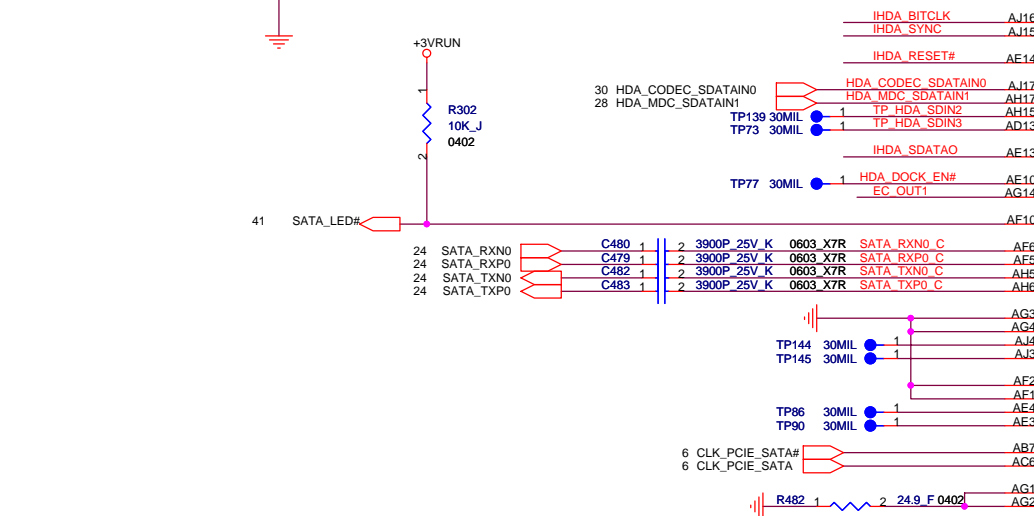 IHDA_BITCLK AJ16
IHDA_SYNC AJ15
+3VRUN
IHDA_RESET# AE14
1
30 HDA_CODEC_SDATAIN0 HDA_CODEC_SDATAIN0 AJ17
28 HDA_MDC_SDATAIN1 HDA_MDC_SDATAIN1 AH17
R302 TP139 30MIL 1 TP_HDA_SDIN2 AH15
10K_J TP73 30MIL 1 TP_HDA_SDIN3 AD13
0402
2 IHDA_SDATAO AE13
TP77 30MIL 1 HDA_DOCK_EN# AE10
EC_OUT1 AG14
41 SATA_LED# AF10
24 SATA_RXN0 C480 1 2 3900P_25V_K 0603_X7R SATA_RXN0_C AF6
24 SATA_RXP0 C479 1 2 3900P_25V_K 0603_X7R SATA_RXP0_C AF5
24 SATA_TXN0 C482 1 2 3900P_25V_K 0603_X7R SATA_TXN0_C AH5
24 SATA_TXP0 C483 1 2 3900P_25V_K 0603_X7R SATA_TXP0_C AH6
AG3
AG4
TP144 30MIL 1 AJ4
TP145 30MIL 1 AJ3
AF2
AF1
TP86 30MIL 1 AE4
TP90 30MIL 1 AE3
6 CLK_PCIE_SATA# AB7
6 CLK_PCIE_SATA AC6
AG1
R482 1 2 24.9_F 0402 AG2